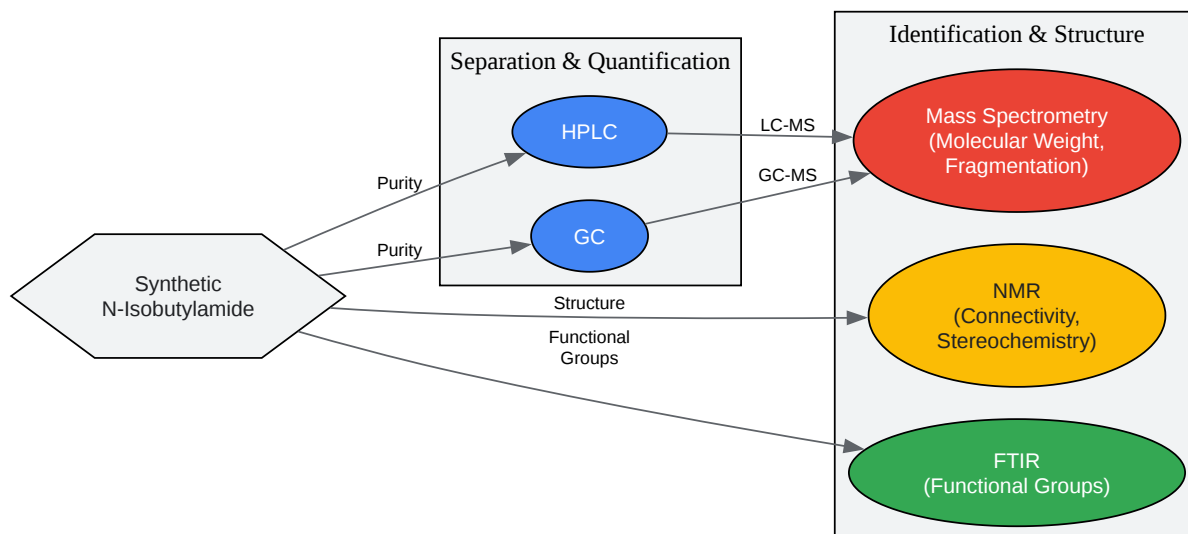 Identification & Structure
Separation & Quantification
Mass Spectrometry
(Molecular Weight,
Fragmentation)
HPLC
LC-MS
GC-MS
Purity
GC
Purity
Synthetic
N-Isobutylamide
Structure
NMR
(Connectivity,
Stereochemistry)
Functional
Groups
FTIR
(Functional Groups)